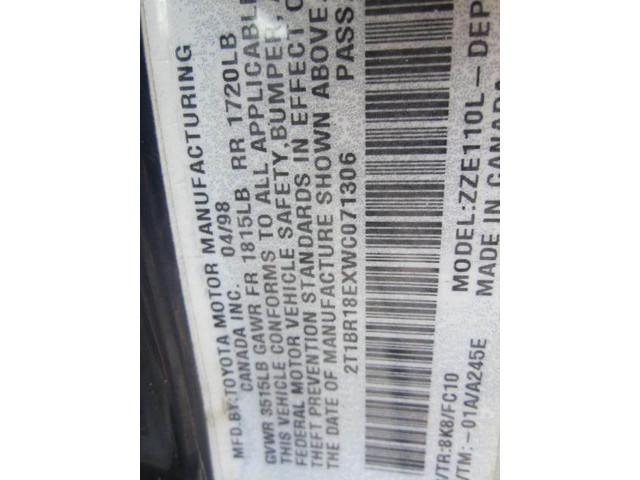 MFD.BY:TOYOTA MOTOR MANUFACTURING
CANADA INC. 04/98
GVWR 3515LB GAWR FR 1815LB RR 1720LB
THIS VEHICLE CONFORMS TO ALL APPLICABLE
FEDERAL MOTOR VEHICLE SAFETY,BUMPER,
THEFT PREVENTION STANDARDS IN EFFECT
THE DATE OF MANUFACTURE SHOWN ABOVE
2T1BR18EXWC071306 PASS
MODEL:ZZE110L-DEP
MADE IN CANADA
/TR:8K8/FC10
/TM:-01A/A245E